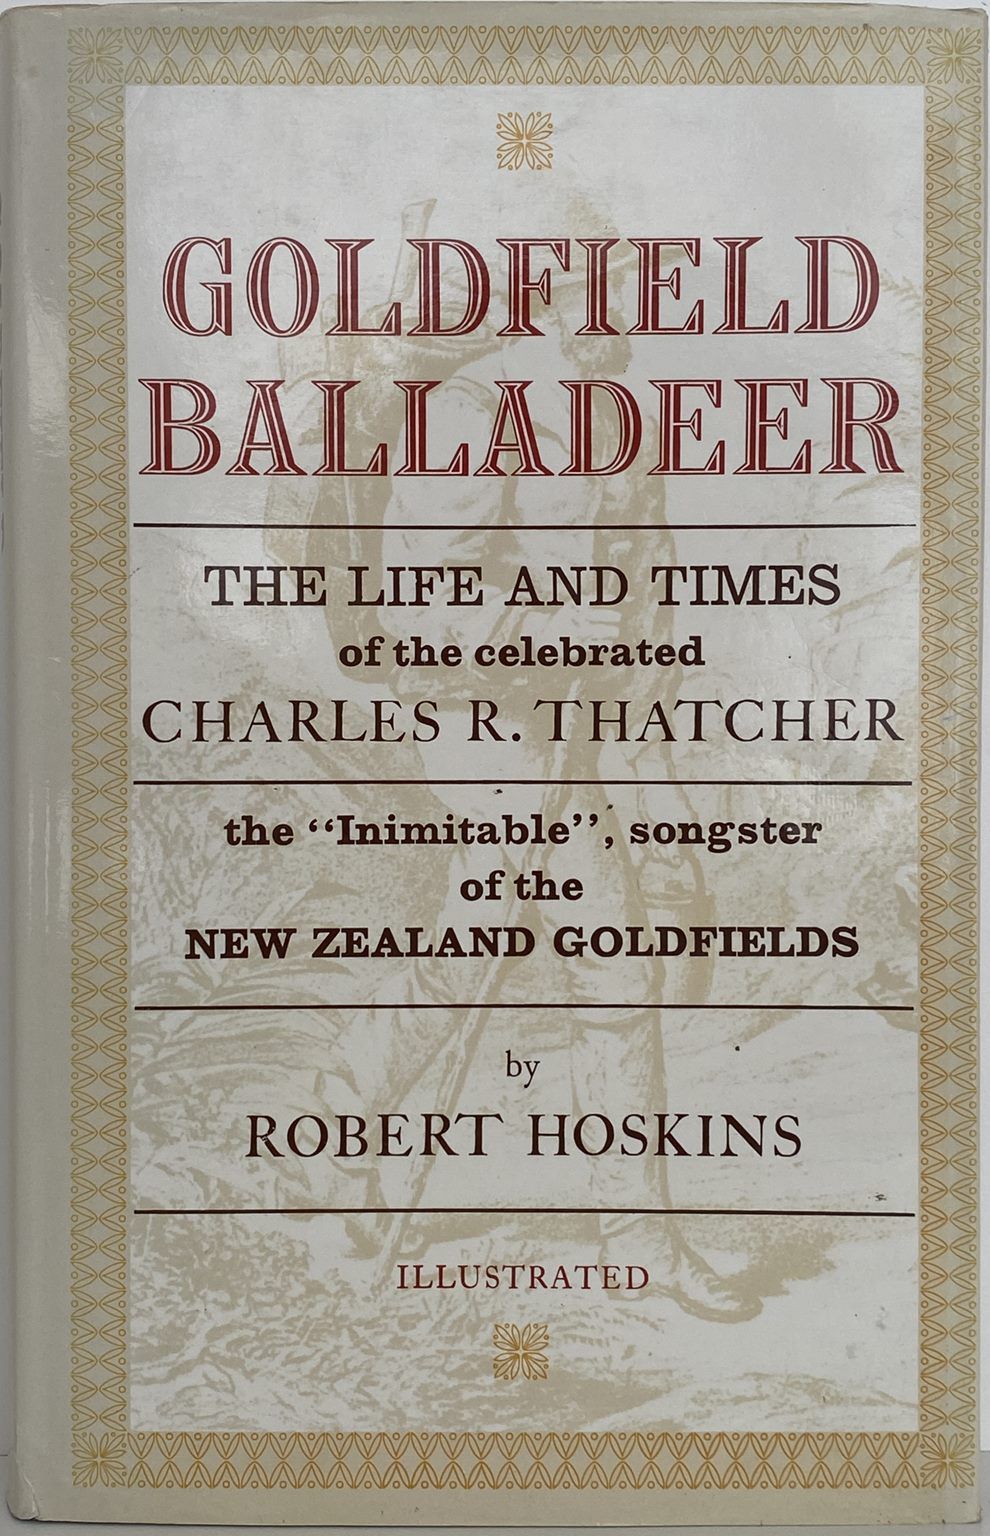 GOLDFIELD
BALLADEER
THE LIFE AND TIMES
of the celebrated
CHARLES R. THATCHER
the “Inimitable”, songster
of the
NEW ZEALAND GOLDFIELDS
by
ROBERT HOSKINS
ILLUSTRATED